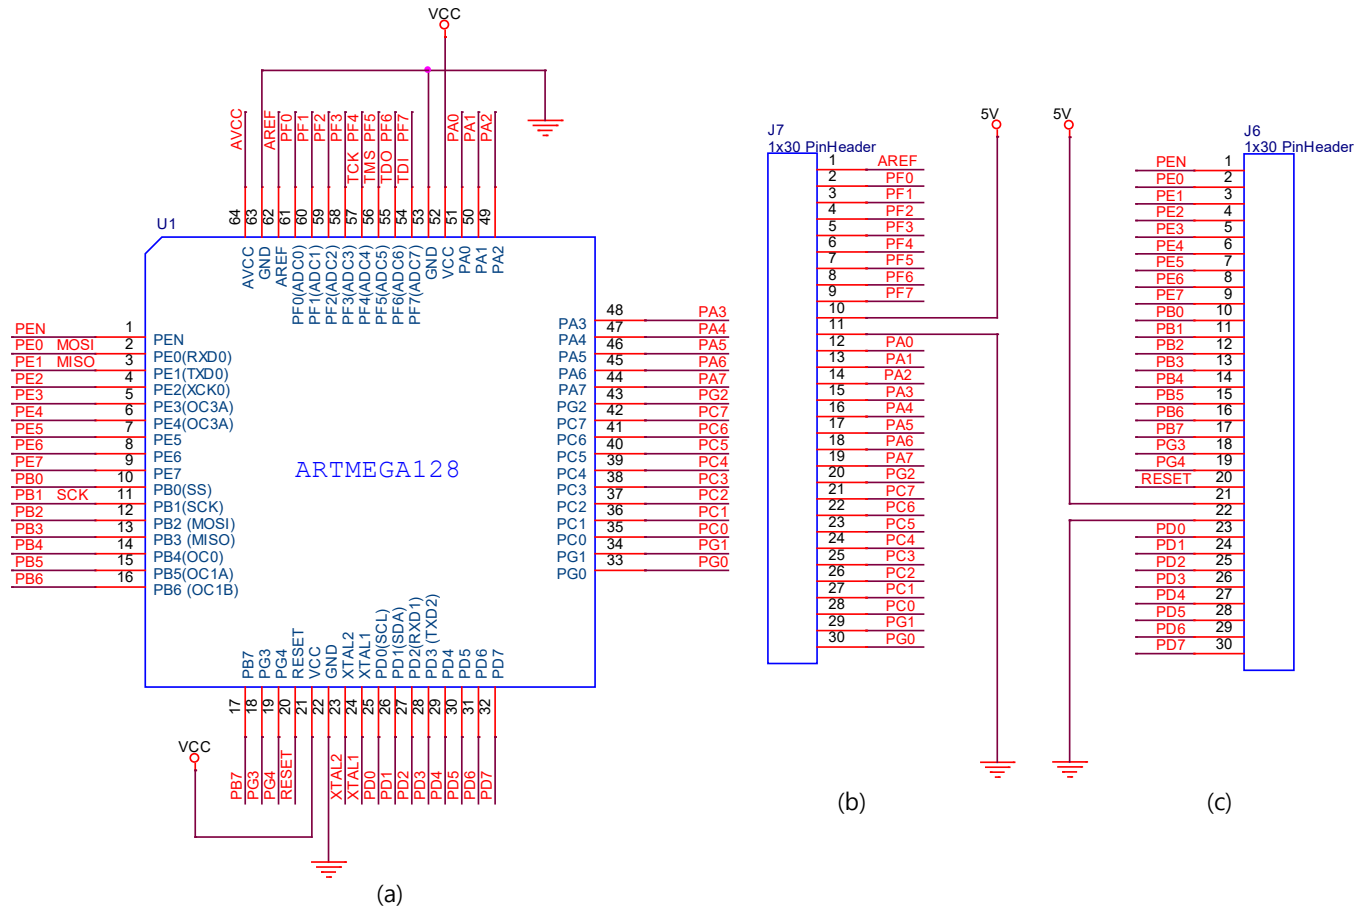 VCC
AVCC
AREF
PF0
PF1
PF2
PF3
TCK PF4
TMS PF5
TDO PF6
TDI PF7
PA0
PA1
PA2
64
63
62
61
60
59
58
57
56
55
54
53
52
51
50
49
U1
AVCC
GND
AREF
PF0(ADC0)
PF1(ADC1)
PF2(ADC2)
PF3(ADC3)
PF4(ADC4)
PF5(ADC5)
PF6(ADC6)
PF7(ADC7)
GND
VCC
PA0
PA1
PA2
PEN 1 PEN
PE0 MOSI 2 PE0(RXD0)
PE1 MISO 3 PE1(TXD0)
PE2 4 PE2(XCK0)
PE3 5 PE3(OC3A)
PE4 6 PE4(OC3A)
PE5 7 PE5
PE6 8 PE6
PE7 9 PE7
PB0 10 PB0(SS)
PB1 SCK 11 PB1(SCK)
PB2 12 PB2 (MOSI)
PB3 13 PB3 (MISO)
PB4 14 PB4(OC0)
PB5 15 PB5(OC1A)
PB6 16 PB6 (OC1B)
ARTMEGA128
PA3 48 PA3
PA4 47 PA4
PA5 46 PA5
PA6 45 PA6
PA7 44 PA7
PG2 43 PG2
PC7 42 PC7
PC6 41 PC6
PC5 40 PC5
PC4 39 PC4
PC3 38 PC3
PC2 37 PC2
PC1 36 PC1
PC0 35 PC0
PG1 34 PG1
PG0 33 PG0
PB7
PG3
PG4
RESET
VCC
GND
XTAL2
XTAL1
PD0(SCL)
PD1(SDA)
PD2(RXD1)
PD3 (TXD2)
PD4
PD5
PD6
PD7
17
18
19
20
21
22
23
24
25
26
27
28
29
30
31
32
VCC
PB7
PG3
PG4
RESET
XTAL2
XTAL1
PD0
PD1
PD2
PD3
PD4
PD5
PD6
PD7
(a)
5V
J7
1x30 PinHeader
1 AREF
2 PF0
3 PF1
4 PF2
5 PF3
6 PF4
7 PF5
8 PF6
9 PF7
10
11
12 PA0
13 PA1
14 PA2
15 PA3
16 PA4
17 PA5
18 PA6
19 PA7
20 PG2
21 PC7
22 PC6
23 PC5
24 PC4
25 PC3
26 PC2
27 PC1
28 PC0
29 PG1
30 PG0
(b)
5V
J6
1x30 PinHeader
PEN 1
PE0 2
PE1 3
PE2 4
PE3 5
PE4 6
PE5 7
PE6 8
PE7 9
PB0 10
PB1 11
PB2 12
PB3 13
PB4 14
PB5 15
PB6 16
PB7 17
PG3 18
PG4 19
RESET 20
21
22
PD0 23
PD1 24
PD2 25
PD3 26
PD4 27
PD5 28
PD6 29
PD7 30
(c)